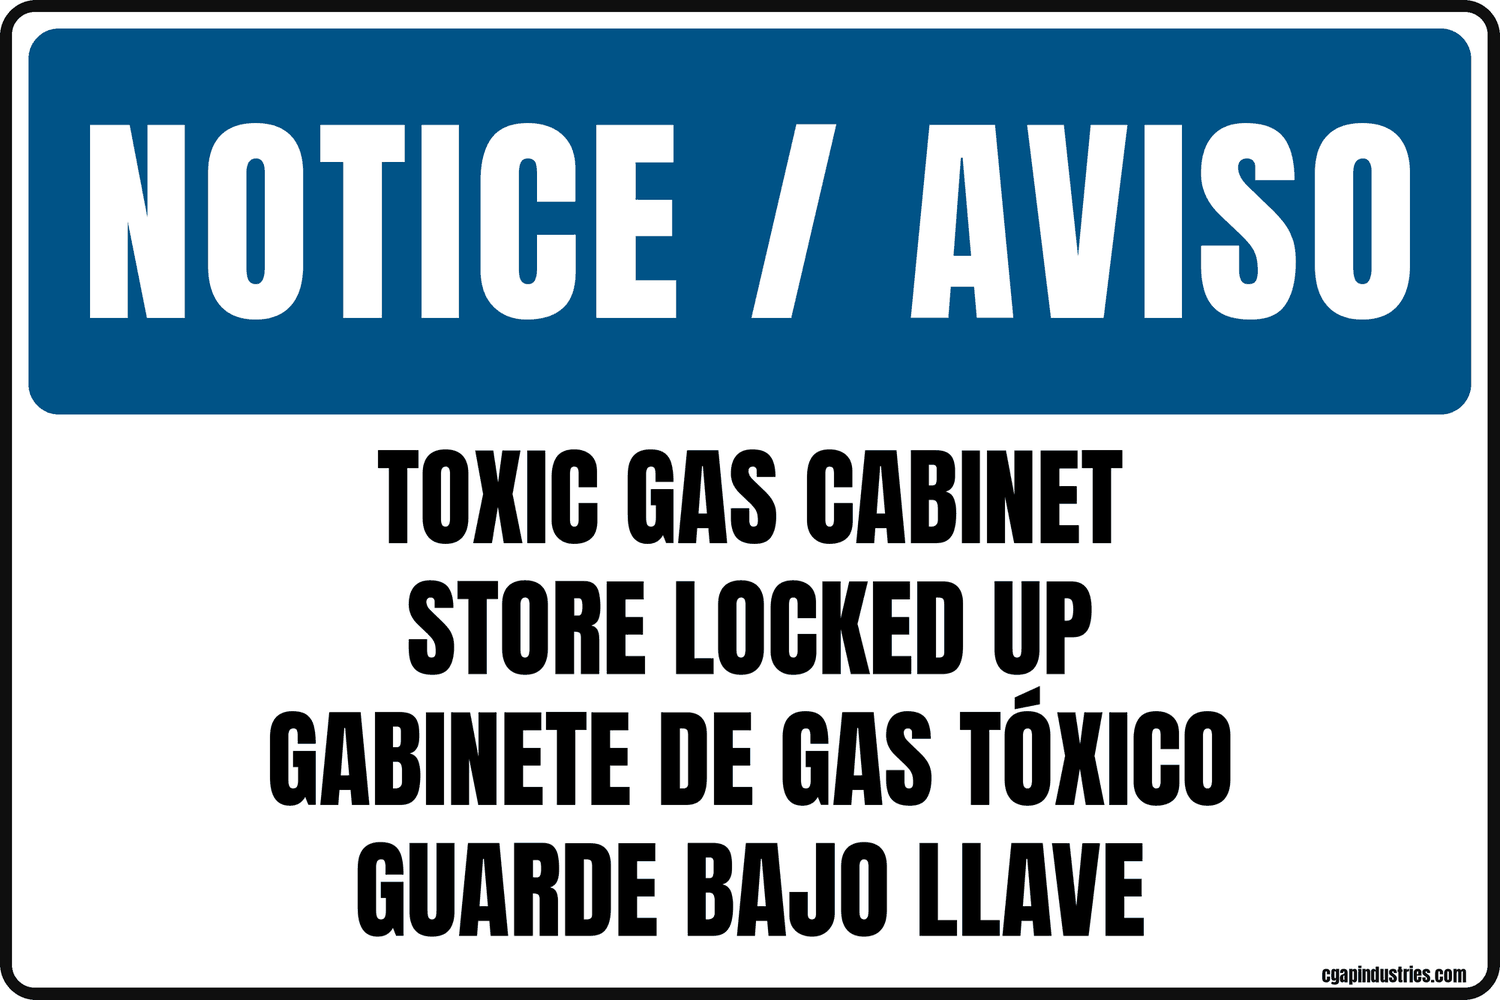 NOTICE / AVISO
TOXIC GAS CABINET
STORE LOCKED UP
GABINETE DE GAS TÓXICO
GUARDE BAJO LLAVE
cgapindustries.com